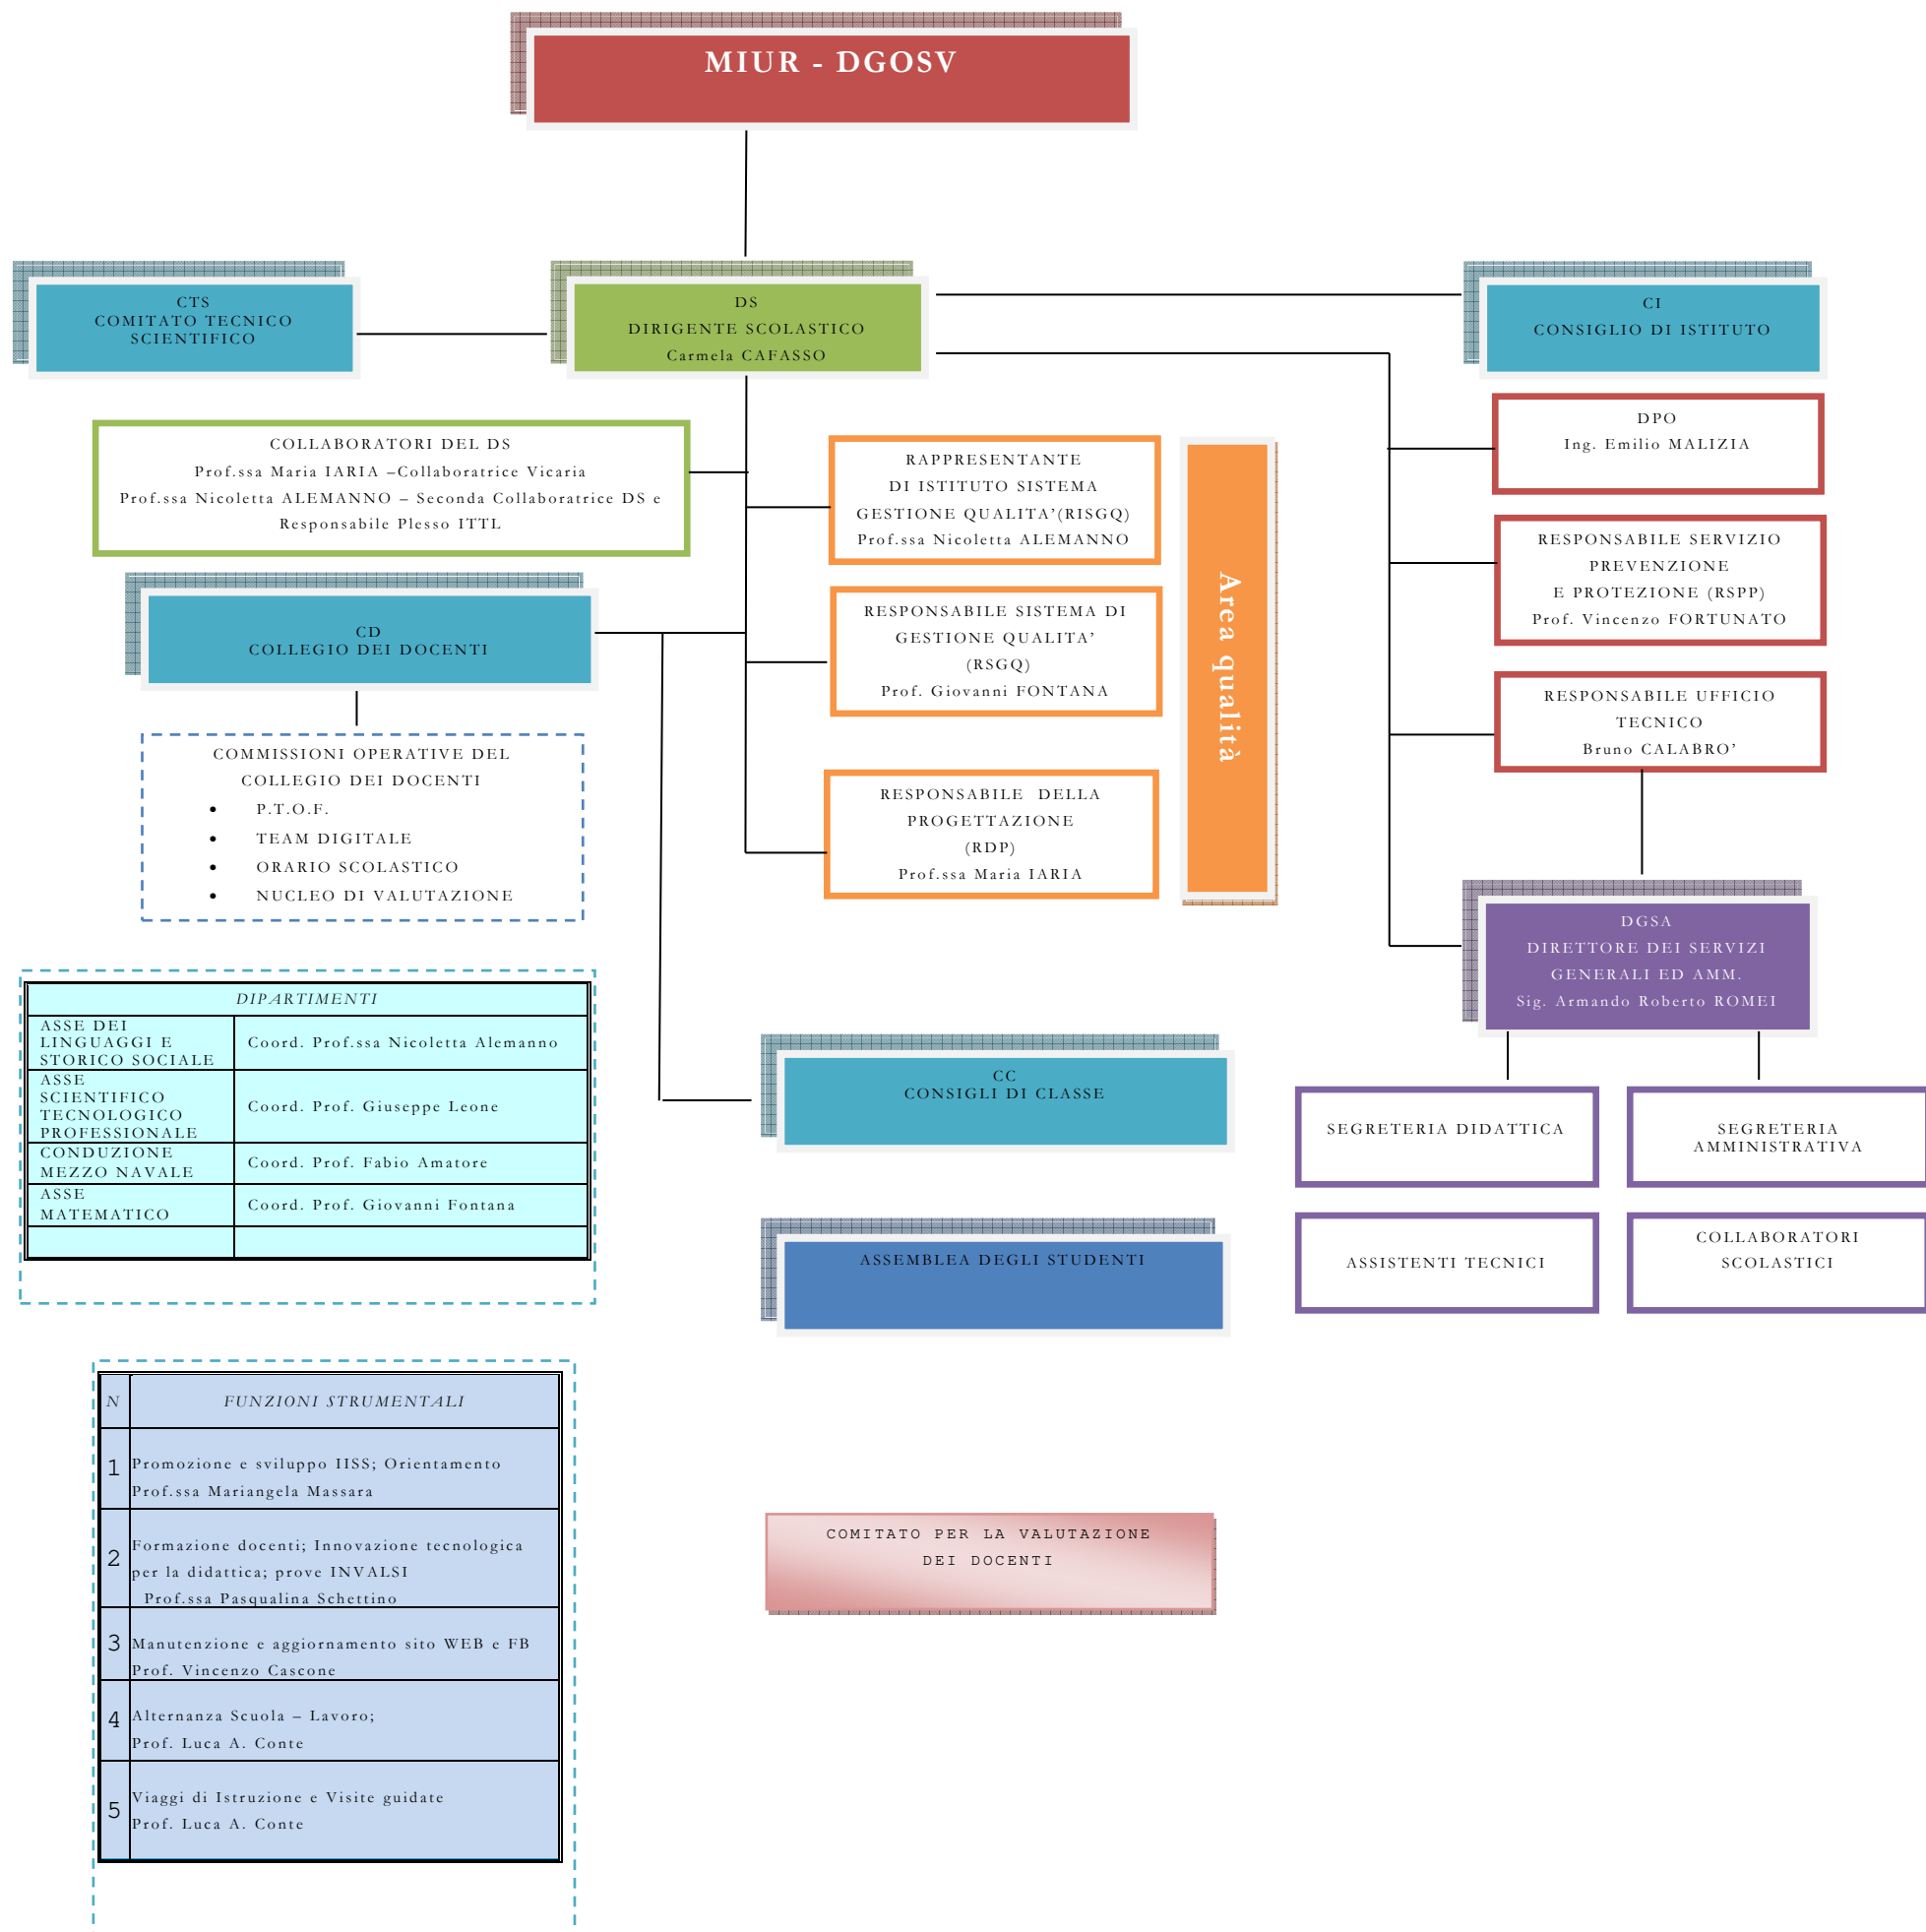 MIUR - DGOSV
CTS
COMITATO TECNICO
SCIENTIFICO
DS
DIRIGENTE SCOLASTICO
Carmela CAFASSO
CI
CONSIGLIO DI ISTITUTO
COLLABORATORI DEL DS
Prof.ssa Maria IARIA –Collaboratrice Vicaria
Prof.ssa Nicoletta ALEMANNO – Seconda Collaboratrice DS e
Responsabile Plesso ITTL
RAPPRESENTANTE
DI ISTITUTO SISTEMA
GESTIONE QUALITA’(RISGQ)
Prof.ssa Nicoletta ALEMANNO
RESPONSABILE SISTEMA DI
GESTIONE QUALITA’
(RSGQ)
Prof. Giovanni FONTANA
RESPONSABILE DELLA
PROGETTAZIONE
(RDP)
Prof.ssa Maria IARIA
Area qualità
DPO
Ing. Emilio MALIZIA
RESPONSABILE SERVIZIO
PREVENZIONE
E PROTEZIONE (RSPP)
Prof. Vincenzo FORTUNATO
RESPONSABILE UFFICIO
TECNICO
Bruno CALABRO’
CD
COLLEGIO DEI DOCENTI
COMMISSIONI OPERATIVE DEL
COLLEGIO DEI DOCENTI
• P.T.O.F.
• TEAM DIGITALE
• ORARIO SCOLASTICO
• NUCLEO DI VALUTAZIONE
DGSA
DIRETTORE DEI SERVIZI
GENERALI ED AMM.
Sig. Armando Roberto ROMEI
DIPARTIMENTI
ASSE DEI
LINGUAGGI E
STORICO SOCIALE
Coord. Prof.ssa Nicoletta Alemanno
ASSE
SCIENTIFICO
TECNOLOGICO
PROFESSIONALE
Coord. Prof. Giuseppe Leone
CONDUZIONE
MEZZO NAVALE
Coord. Prof. Fabio Amatore
ASSE
MATEMATICO
Coord. Prof. Giovanni Fontana
CC
CONSIGLI DI CLASSE
SEGRETERIA DIDATTICA
SEGRETERIA
AMMINISTRATIVA
ASSISTENTI TECNICI
COLLABORATORI
SCOLASTICI
ASSEMBLEA DEGLI STUDENTI
N FUNZIONI STRUMENTALI
1
Promozione e sviluppo IISS; Orientamento
Prof.ssa Mariangela Massara
2
Formazione docenti; Innovazione tecnologica
per la didattica; prove INVALSI
Prof.ssa Pasqualina Schettino
3
Manutenzione e aggiornamento sito WEB e FB
Prof. Vincenzo Cascone
4
Alternanza Scuola – Lavoro;
Prof. Luca A. Conte
5
Viaggi di Istruzione e Visite guidate
Prof. Luca A. Conte
COMITATO PER LA VALUTAZIONE
DEI DOCENTI